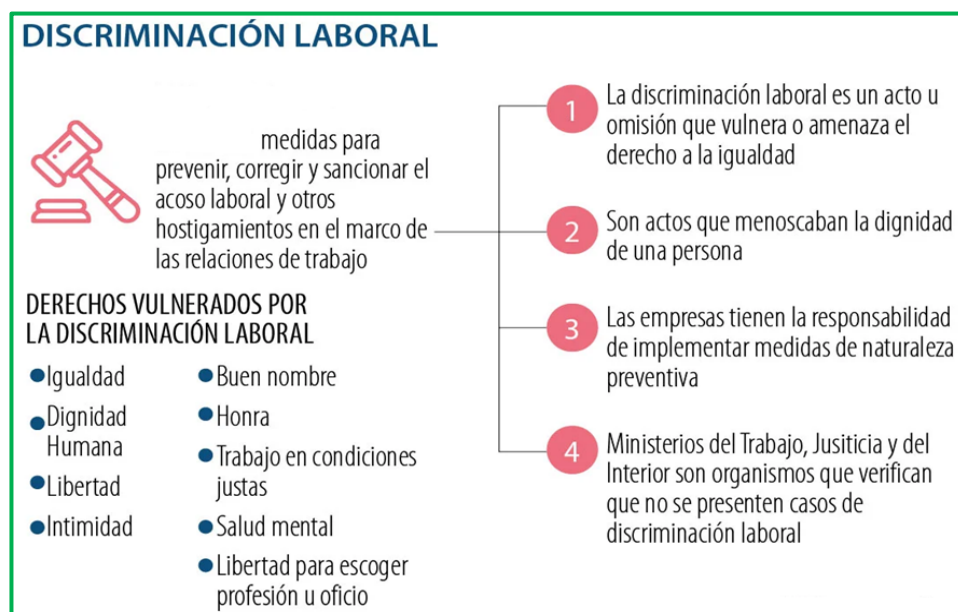 DISCRIMINACIÓN LABORAL
medidas para
prevenir, corregir y sancionar el
acoso laboral y otros
hostigamientos en el marco de
las relaciones de trabajo
1
La discriminación laboral es un acto u
omisión que vulnera o amenaza el
derecho a la igualdad
2
Son actos que menoscaban la dignidad
de una persona
3
Las empresas tienen la responsabilidad
de implementar medidas de naturaleza
preventiva
4
Ministerios del Trabajo, Jusiticia y del
Interior son organismos que verifican
que no se presenten casos de
discriminación laboral
DERECHOS VULNERADOS POR
LA DISCRIMINACIÓN LABORAL
Igualdad
Dignidad
Humana
Libertad
Intimidad
Buen nombre
Honra
Trabajo en condiciones
justas
Salud mental
Libertad para escoger
profesión u oficio